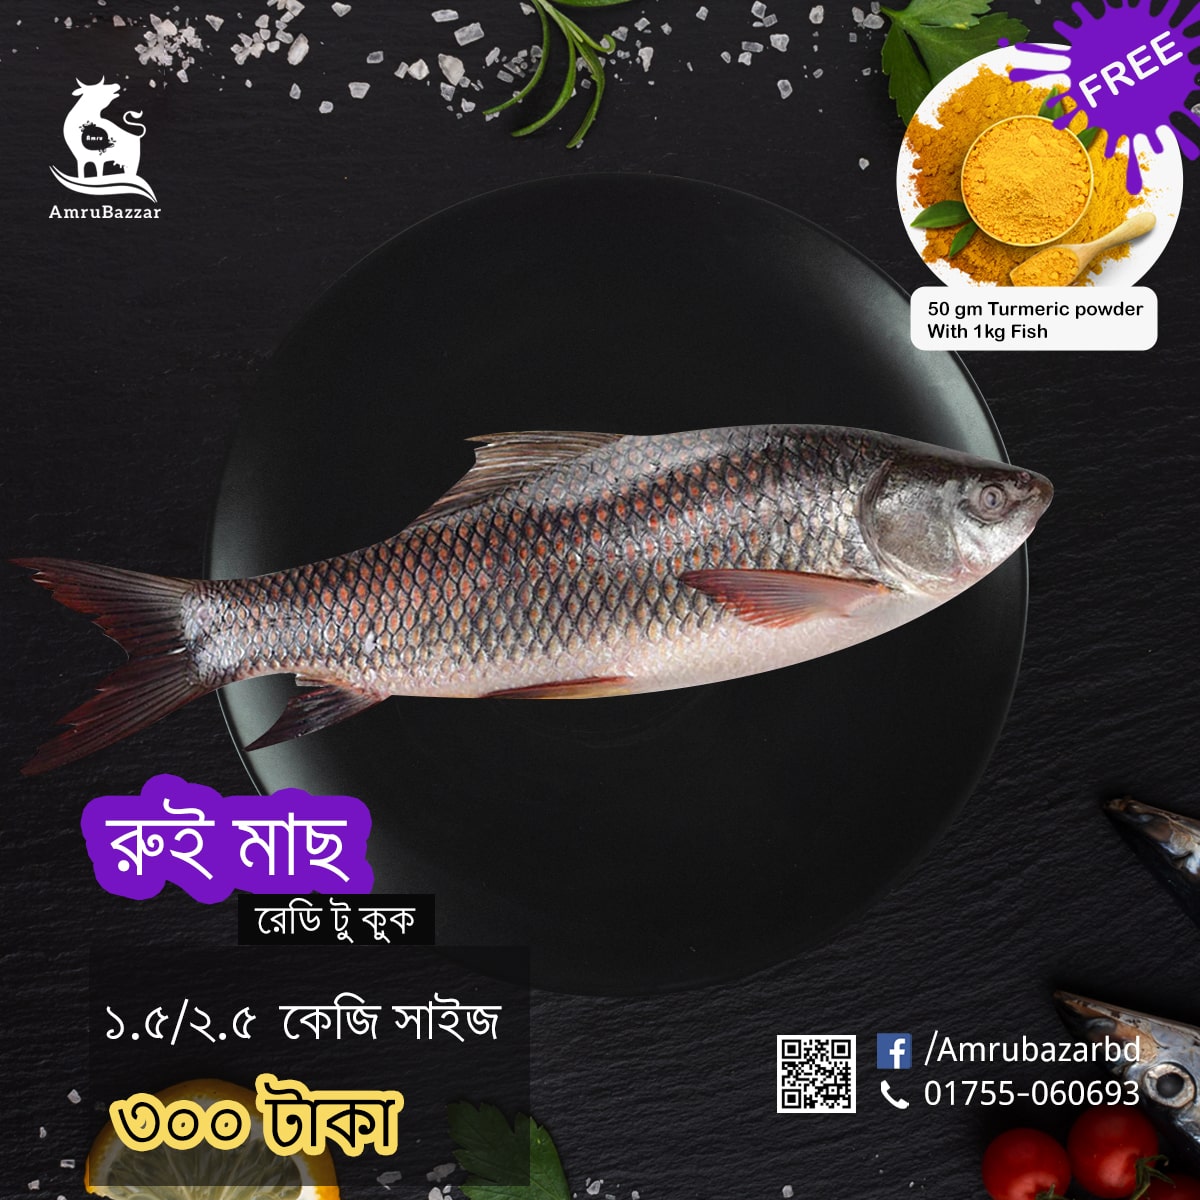 Amru
AmruBazzar
FREE
50 gm Turmeric powder
With 1kg Fish
রুই মাছ
রেডি টু কুক
১.৫/২.৫ কেজি সাইজ
৩০০ টাকা
/Amrubazarbd
01755-060693